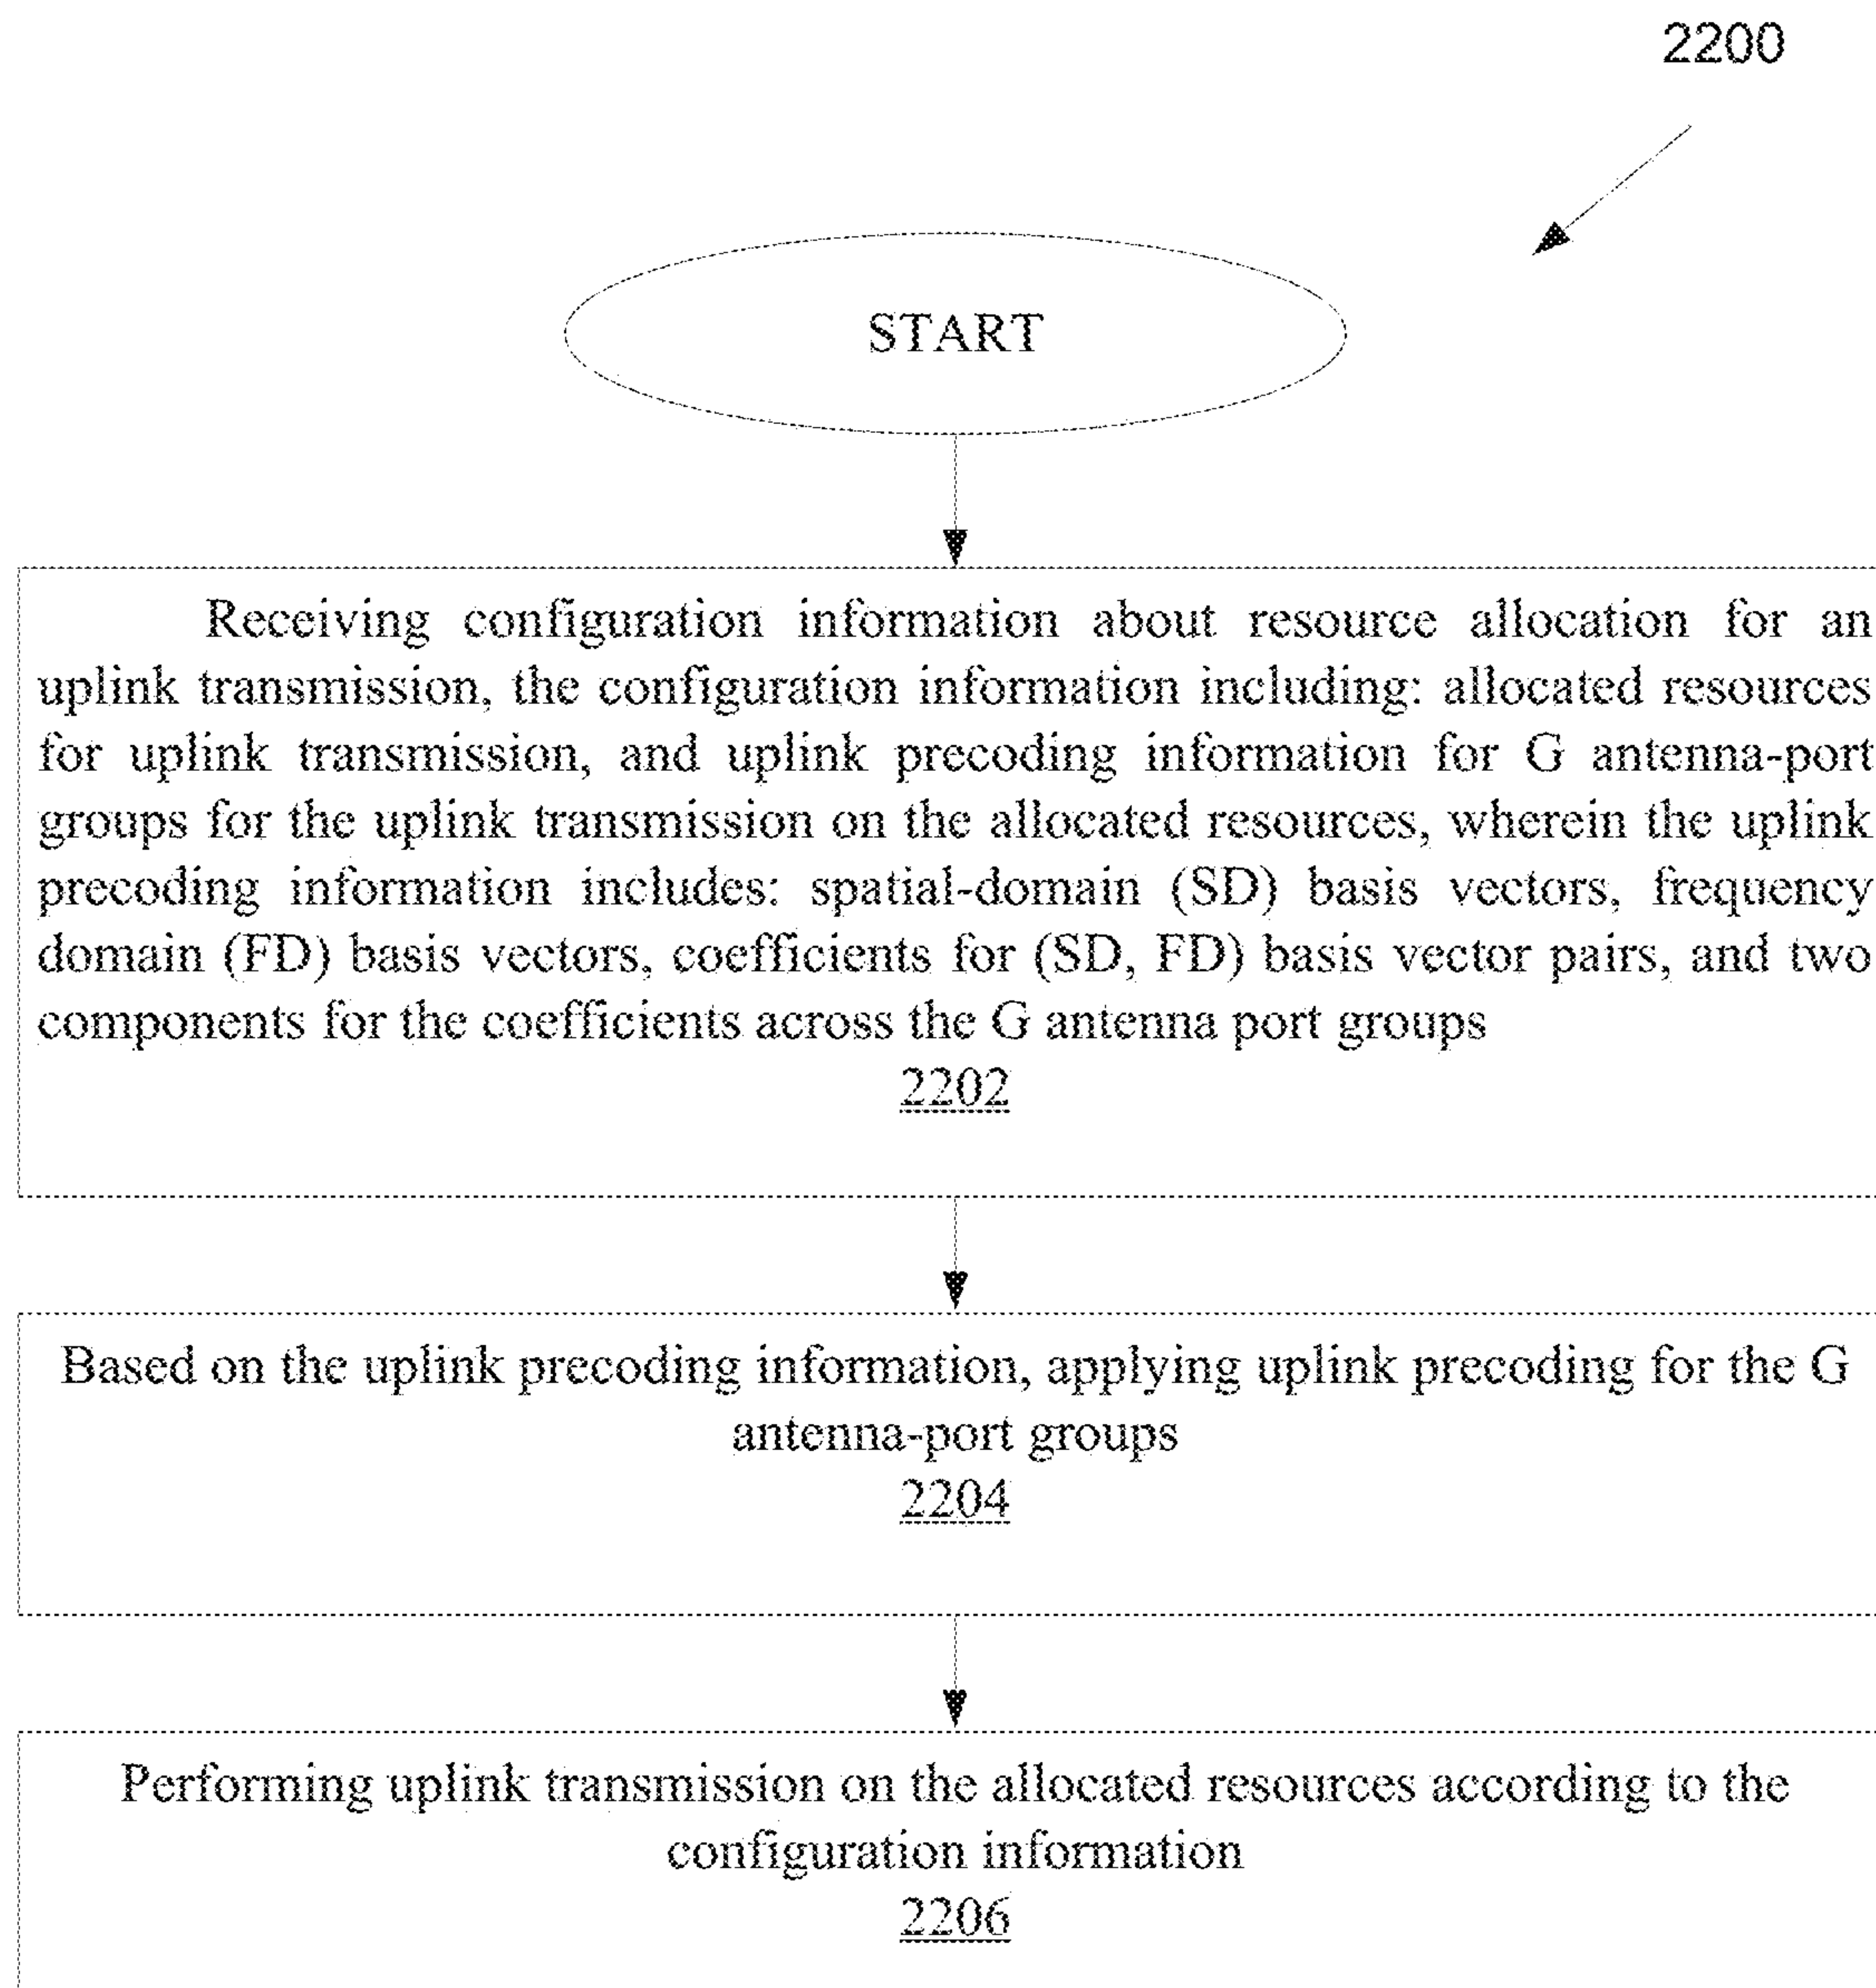 2200
START
Receiving configuration information about resource allocation for an
uplink transmission, the configuration information including: allocated resources
for uplink transmission, and uplink precoding information for G antenna-port
groups for the uplink transmission on the allocated resources, wherein the uplink
precoding information includes: spatial-domain (SD) basis vectors, frequency
domain (FD) basis vectors, coefficients for (SD, FD) basis vector pairs, and two
components for the coefficients across the G antenna port groups
2202
Based on the uplink precoding information, applying uplink precoding for the G
antenna-port groups
2204
Performing uplink transmission on the allocated resources according to the
configuration information
2206